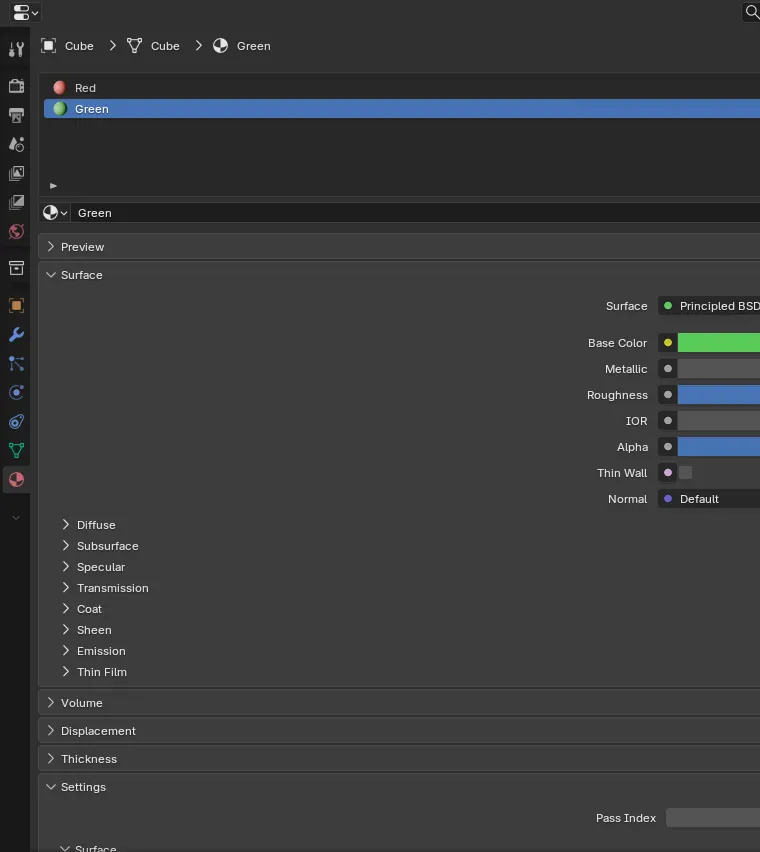 Cube Cube Green
Red
Green
Green
Preview
Surface
Surface Principled BSD
Base Color
Metallic
Roughness
IOR
Alpha
Thin Wall
Normal Default
Diffuse
Subsurface
Specular
Transmission
Coat
Sheen
Emission
Thin Film
Volume
Displacement
Thickness
Settings
Pass Index
Surface